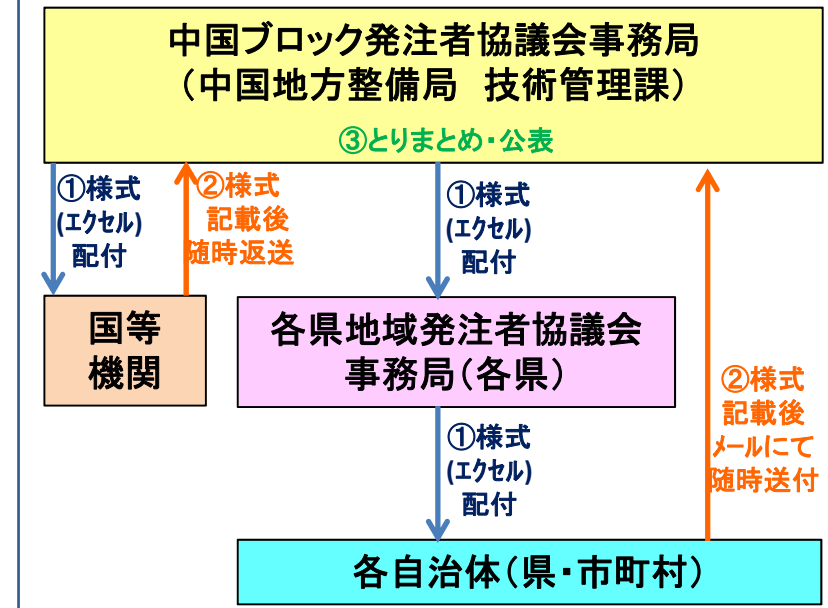 中国ブロック発注者協議会事務局
（中国地方整備局　技術管理課）
③とりまとめ・公表
①様式
(エクセル)
配付
②様式
記載後
随時返送
①様式
(エクセル)
配付
国等
機関
各県地域発注者協議会
事務局（各県）
②様式
記載後
メールにて
随時送付
①様式
(エクセル)
配付
各自治体（県・市町村）